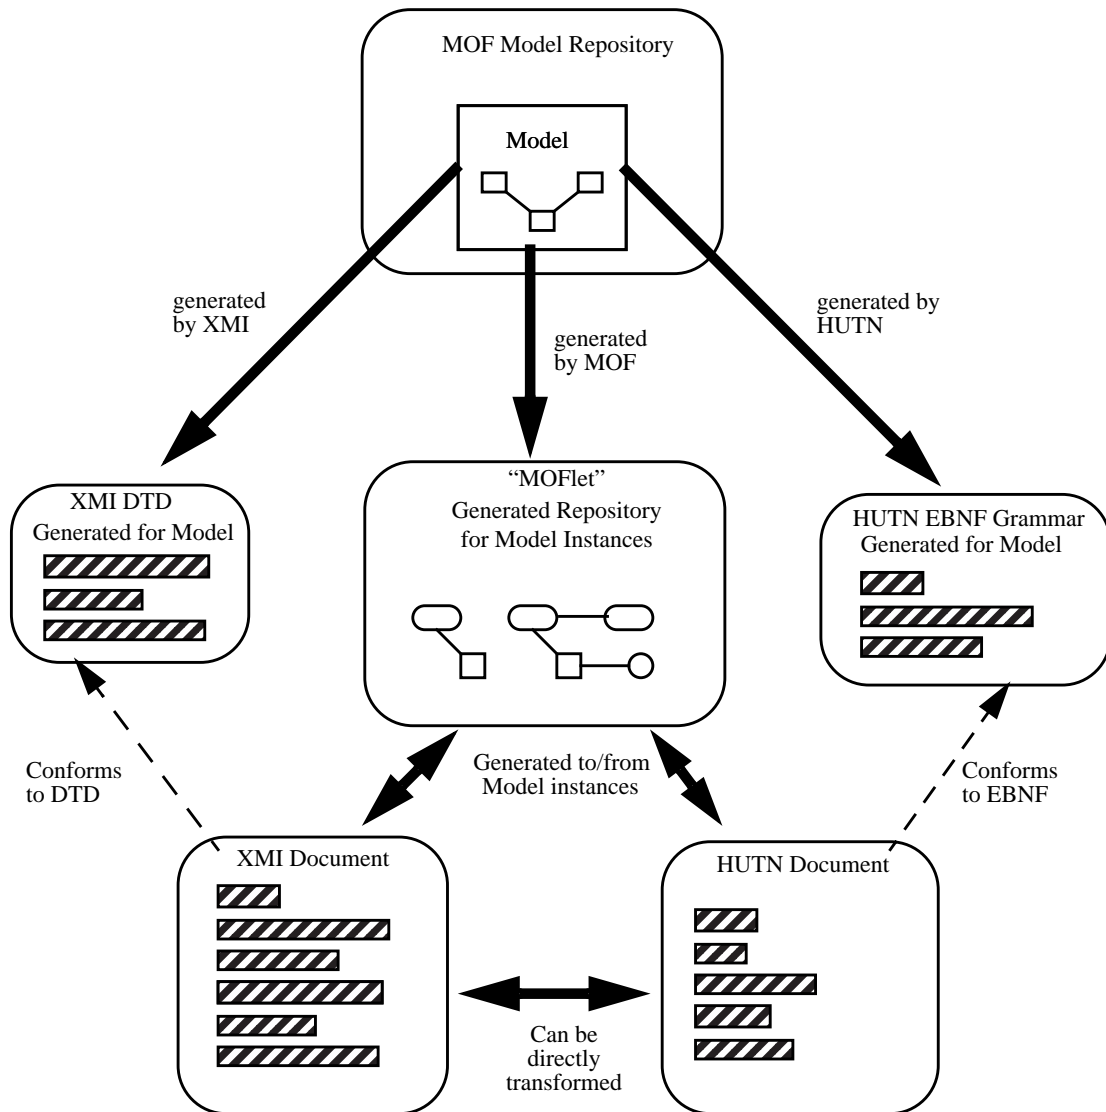 MOF Model Repository
Model
generated
by XMI
generated
by MOF
generated by
HUTN
XMI DTD
Generated for Model
“MOFlet”
Generated Repository
for Model Instances
HUTN EBNF Grammar
Generated for Model
Conforms
to DTD
Generated to/from
Model instances
Conforms
to EBNF
XMI Document
HUTN Document
Can be
directly
transformed